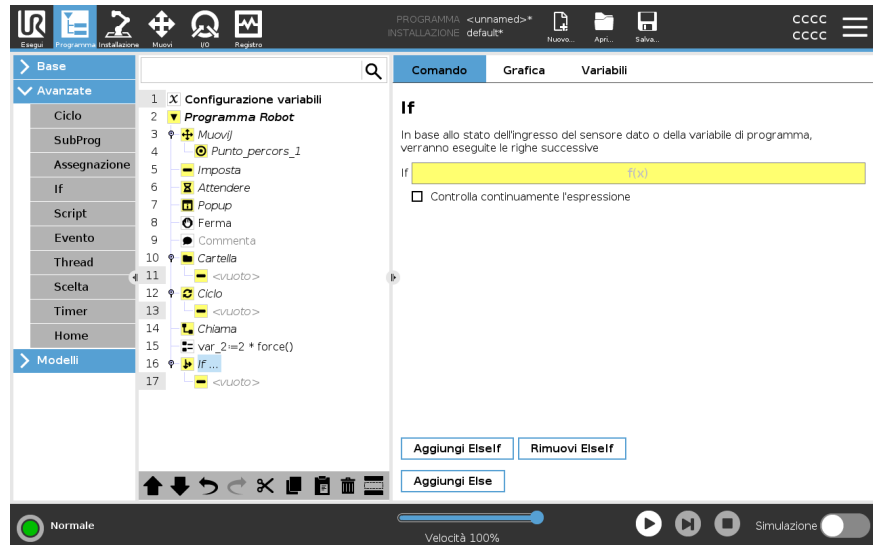 PROGRAMMA <unnamed>*
INSTALLAZIONE default*
UR
Esegui Programma Installazione Muovi I/O Registro
Nuovo... Apri... Salva...
cccc
cccc
Base
Avanzate
Ciclo
SubProg
Assegnazione
If
Script
Evento
Thread
Scelta
Timer
Home
Modelli
1 X Configurazione variabili
2 Programma Robot
3 MuoviJ
4 Punto_percors_1
5 Imposta
6 Attendere
7 Popup
8 Ferma
9 Commenta
10 Cartella
11 <vuoto>
12 Ciclo
13 <vuoto>
14 Chiama
15 var_2:=2 * force()
16 If ...
17 <vuoto>
Comando Grafica Variabili
If
In base allo stato dell'ingresso del sensore dato o della variabile di programma,
verranno eseguite le righe successive
If f(x)
Controlla continuamente l'espressione
Aggiungi ElseIf Rimuovi ElseIf
Aggiungi Else
Normale
Velocità 100%
Simulazione